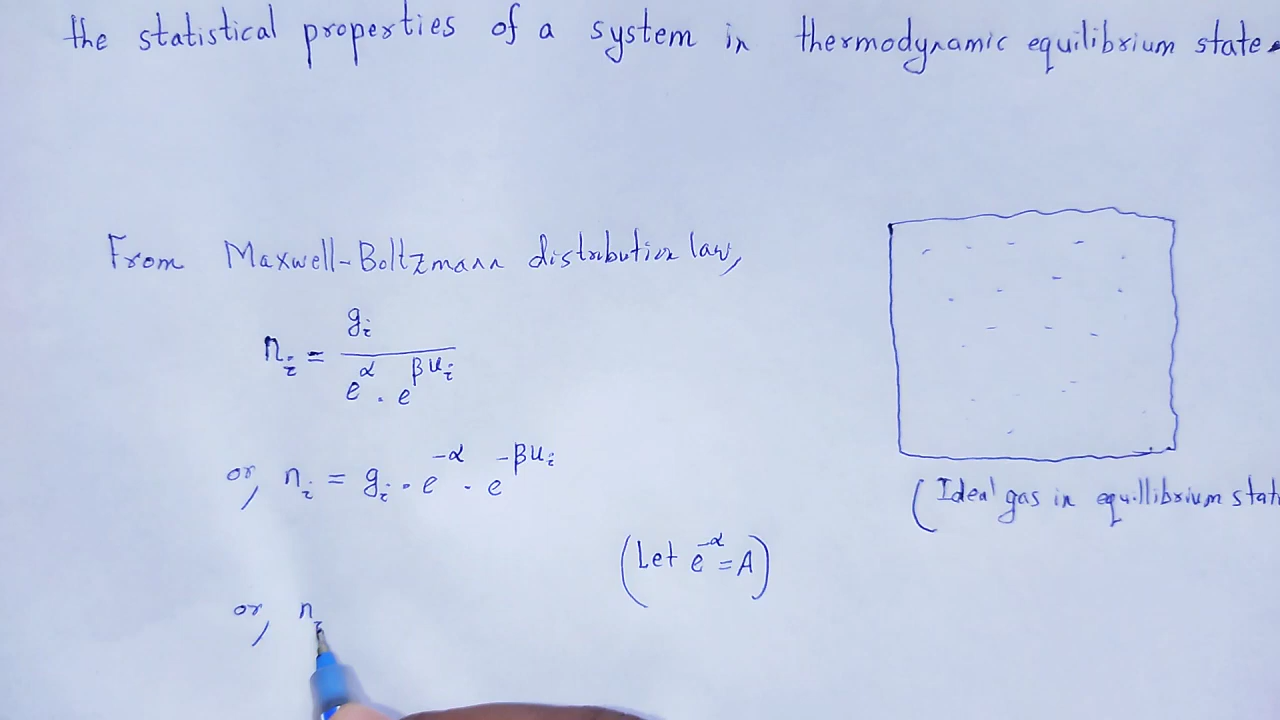 the statistical properties of a system in thermodynamic equilibrium state.
From Maxwell-Boltzmann distribution law,
nᵢ = gᵢ / (e^α . e^βuᵢ)
or, nᵢ = gᵢ . e^-α . e^-βuᵢ
(Let e^-α = A)
or, nᵢ
(Ideal gas in equillibrium stat